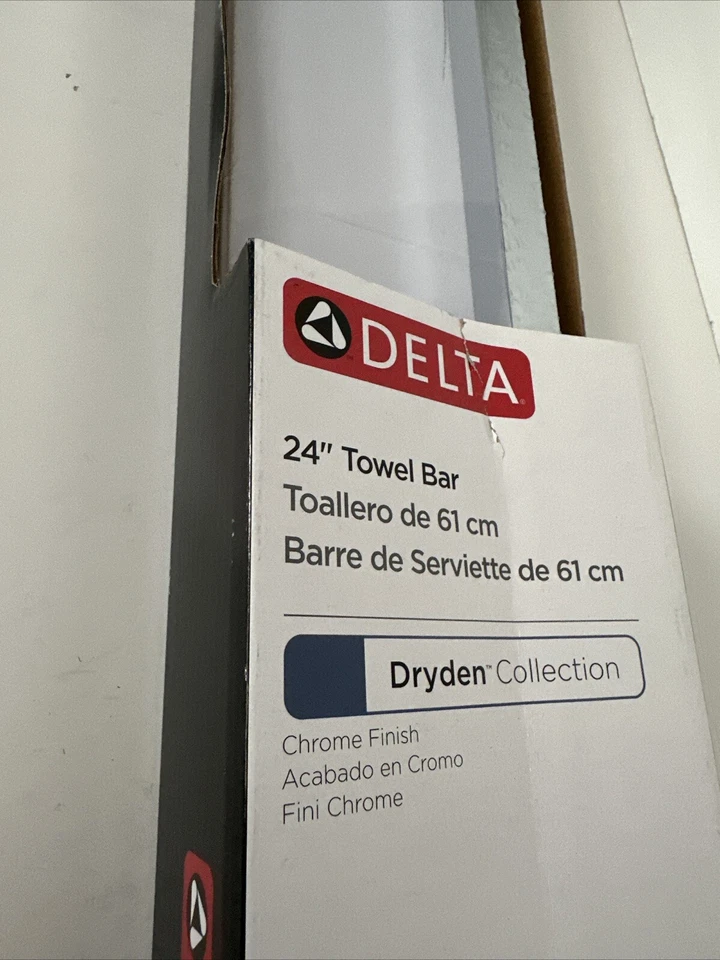 DELTA
24" Towel Bar
Toallero de 61 cm
Barre de Serviette de 61 cm
Dryden™ Collection
Chrome Finish
Acabado en Cromo
Fini Chrome